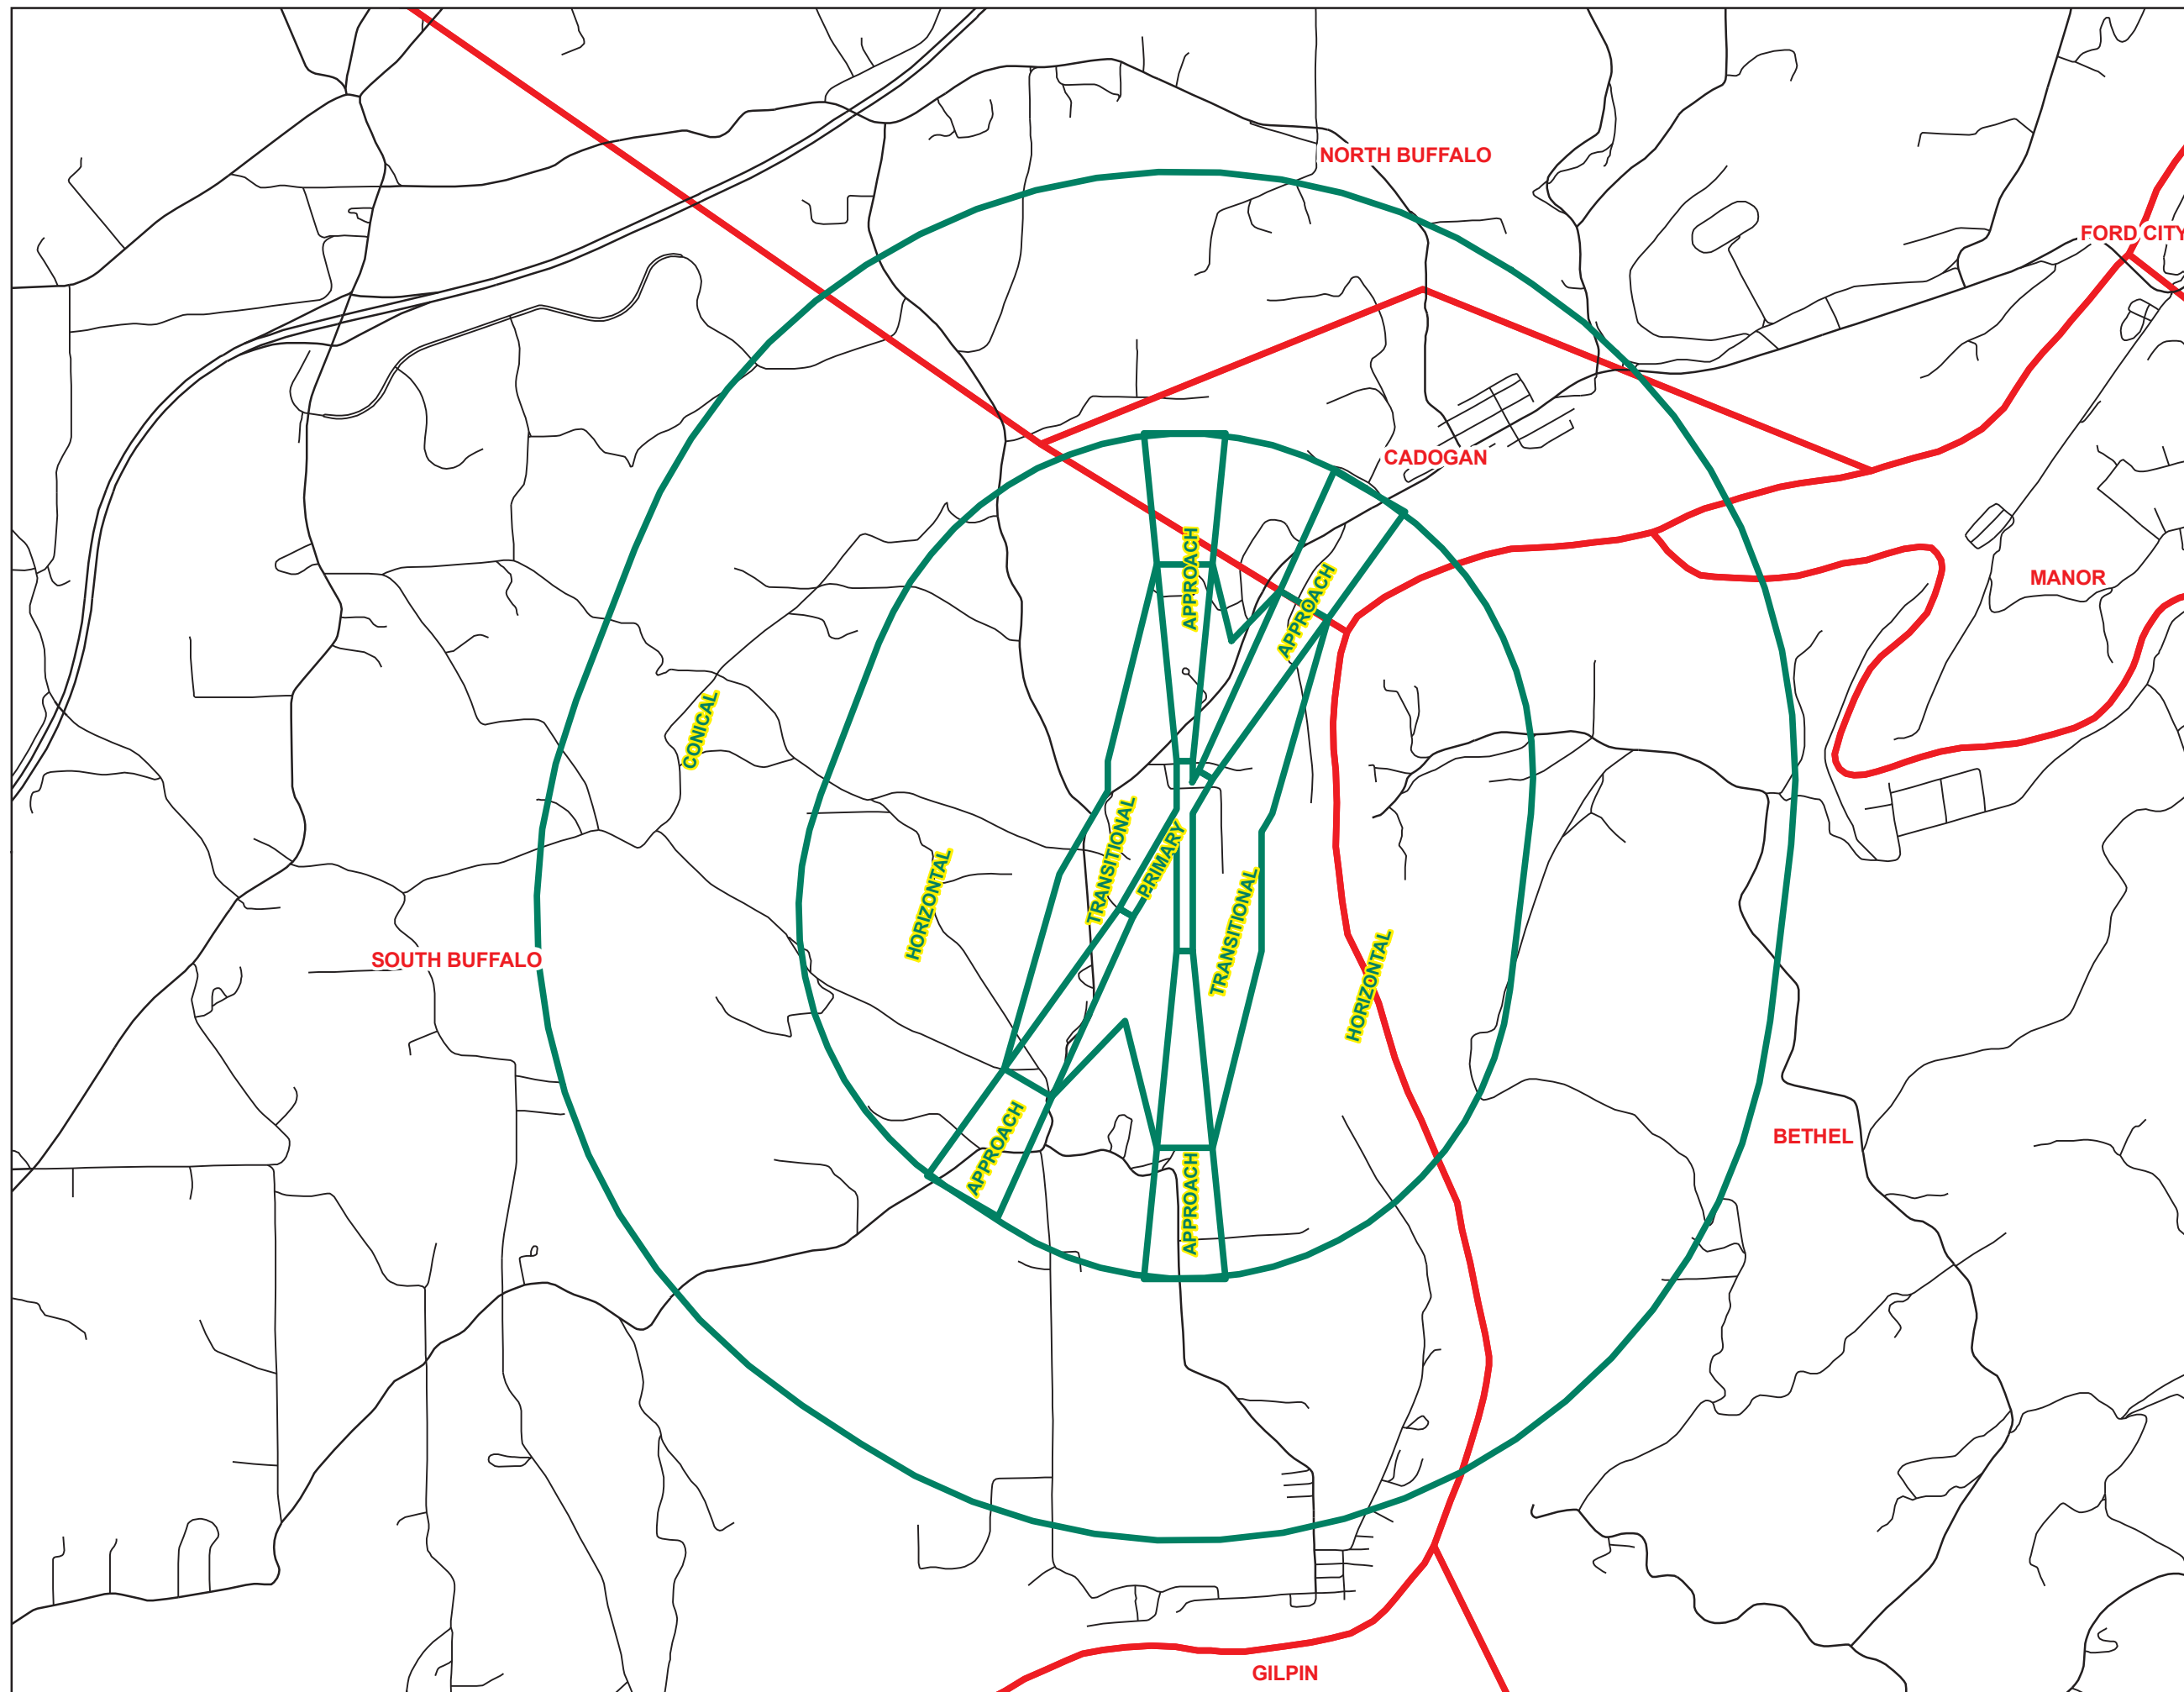 NORTH BUFFALO
FORD CITY
CADOGAN
APPROACH
MANOR
APPROACH
CONICAL
TRANSITIONAL
PRIMARY
HORIZONTAL
TRANSITIONAL
SOUTH BUFFALO
HORIZONTAL
BETHEL
APPROACH
APPROACH
GILPIN